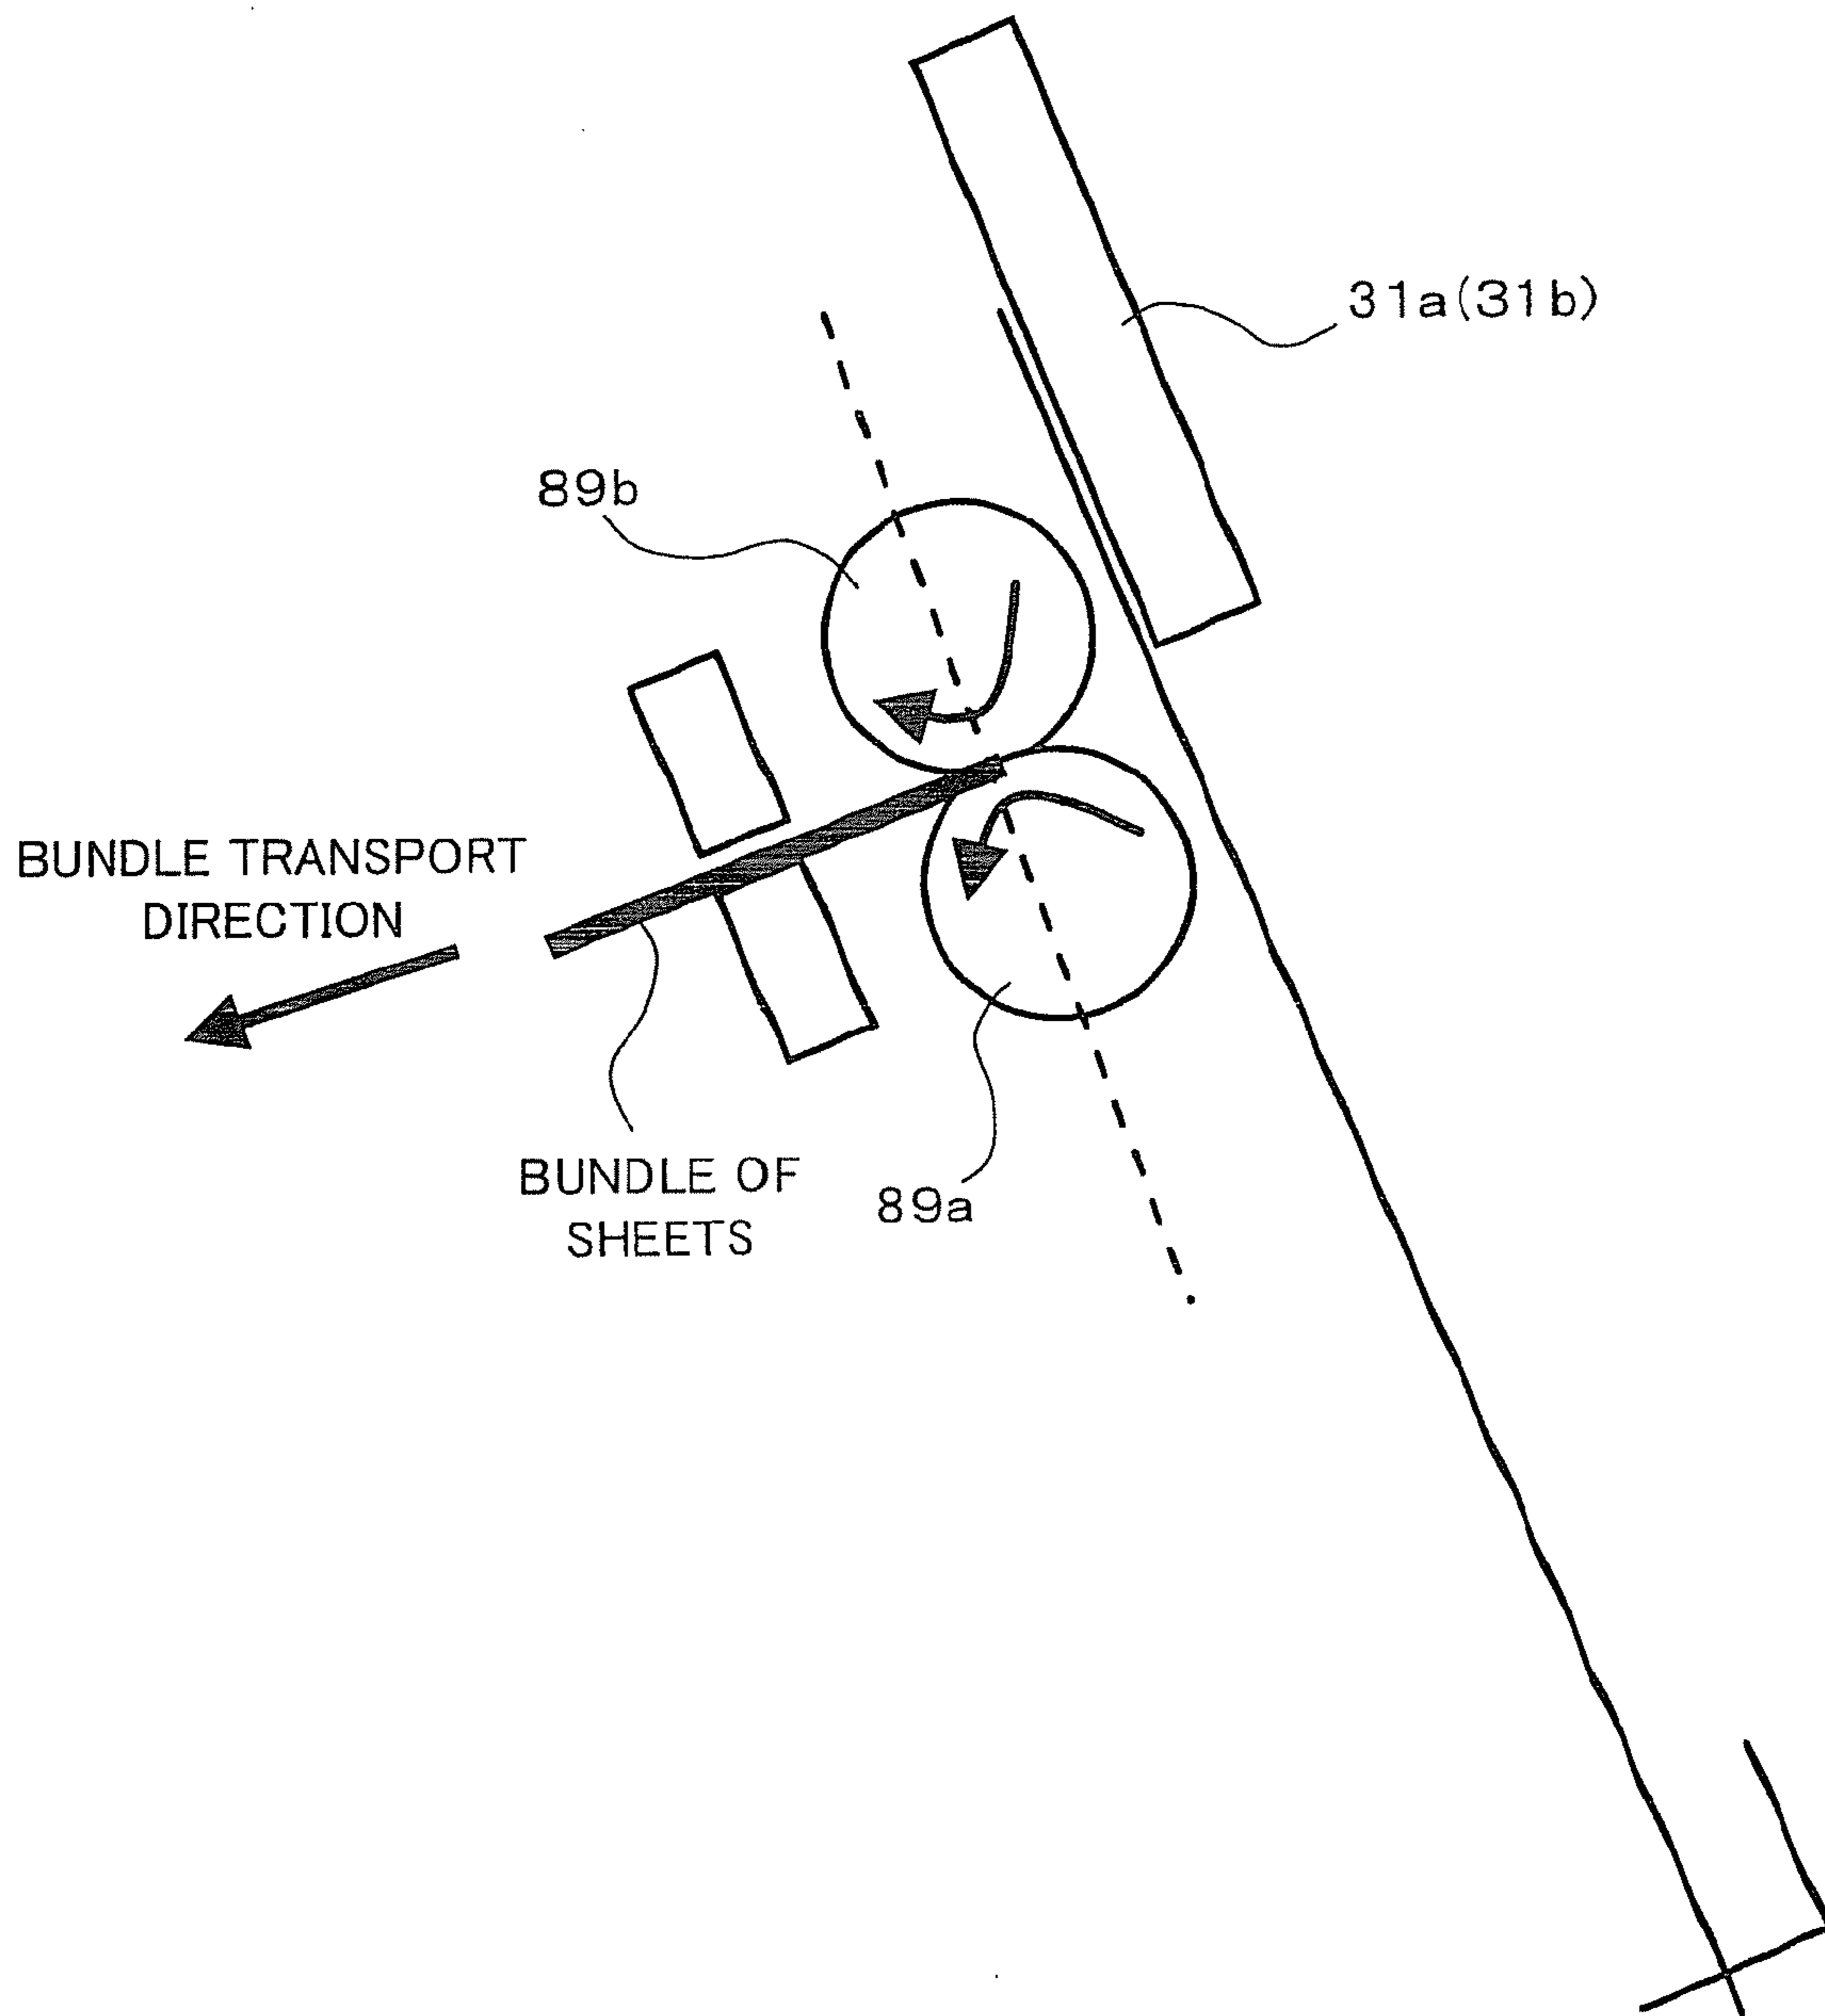 31a(31b)
89b
BUNDLE TRANSPORT
DIRECTION
BUNDLE OF
SHEETS
89a